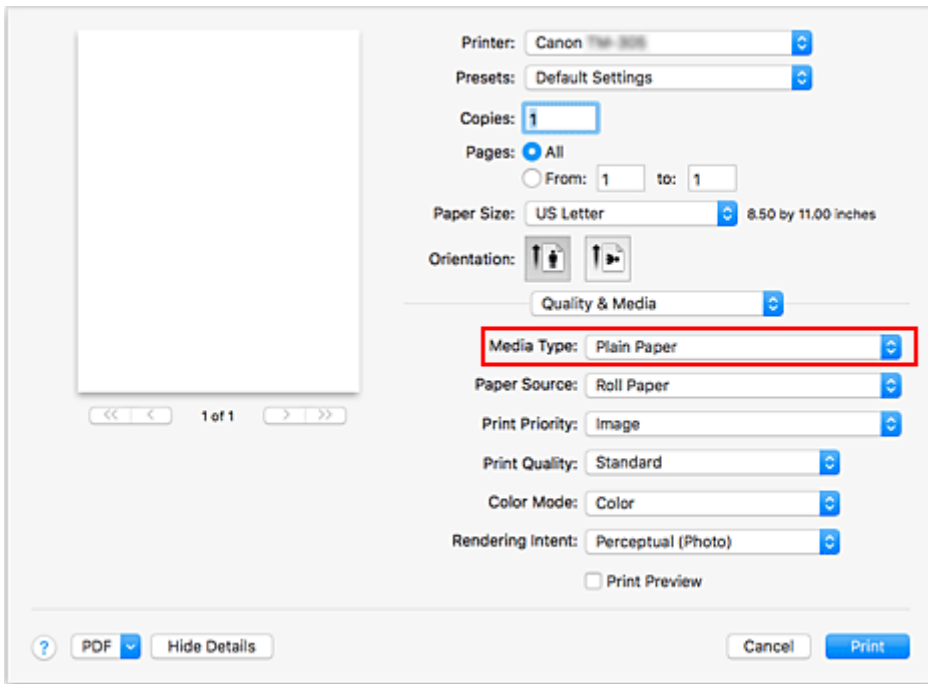 Printer: Canon
Presets: Default Settings
Copies: 1
Pages: All
From: 1 to: 1
Paper Size: US Letter 8.50 by 11.00 inches
Orientation:
Quality & Media
Media Type: Plain Paper
Paper Source: Roll Paper
<< < 1 of 1 > >>
Print Priority: Image
Print Quality: Standard
Color Mode: Color
Rendering Intent: Perceptual (Photo)
Print Preview
? PDF Hide Details Cancel Print